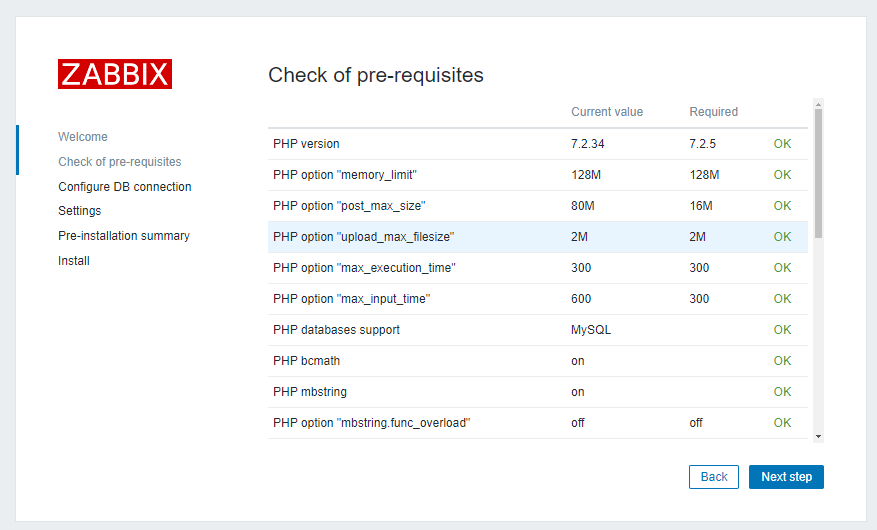 ZABBIX
Welcome
Check of pre-requisites
Configure DB connection
Settings
Pre-installation summary
Install
Check of pre-requisites
Current value Required
PHP version 7.2.34 7.2.5 OK
PHP option "memory_limit" 128M 128M OK
PHP option "post_max_size" 80M 16M OK
PHP option "upload_max_filesize" 2M 2M OK
PHP option "max_execution_time" 300 300 OK
PHP option "max_input_time" 600 300 OK
PHP databases support MySQL OK
PHP bcmath on OK
PHP mbstring on OK
PHP option "mbstring.func_overload" off off OK
Back Next step